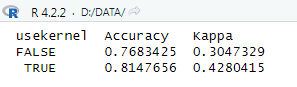 R 4.2.2 · D:/DATA/
usekernel Accuracy Kappa
FALSE 0.7683425 0.3047329
TRUE 0.8147656 0.4280415